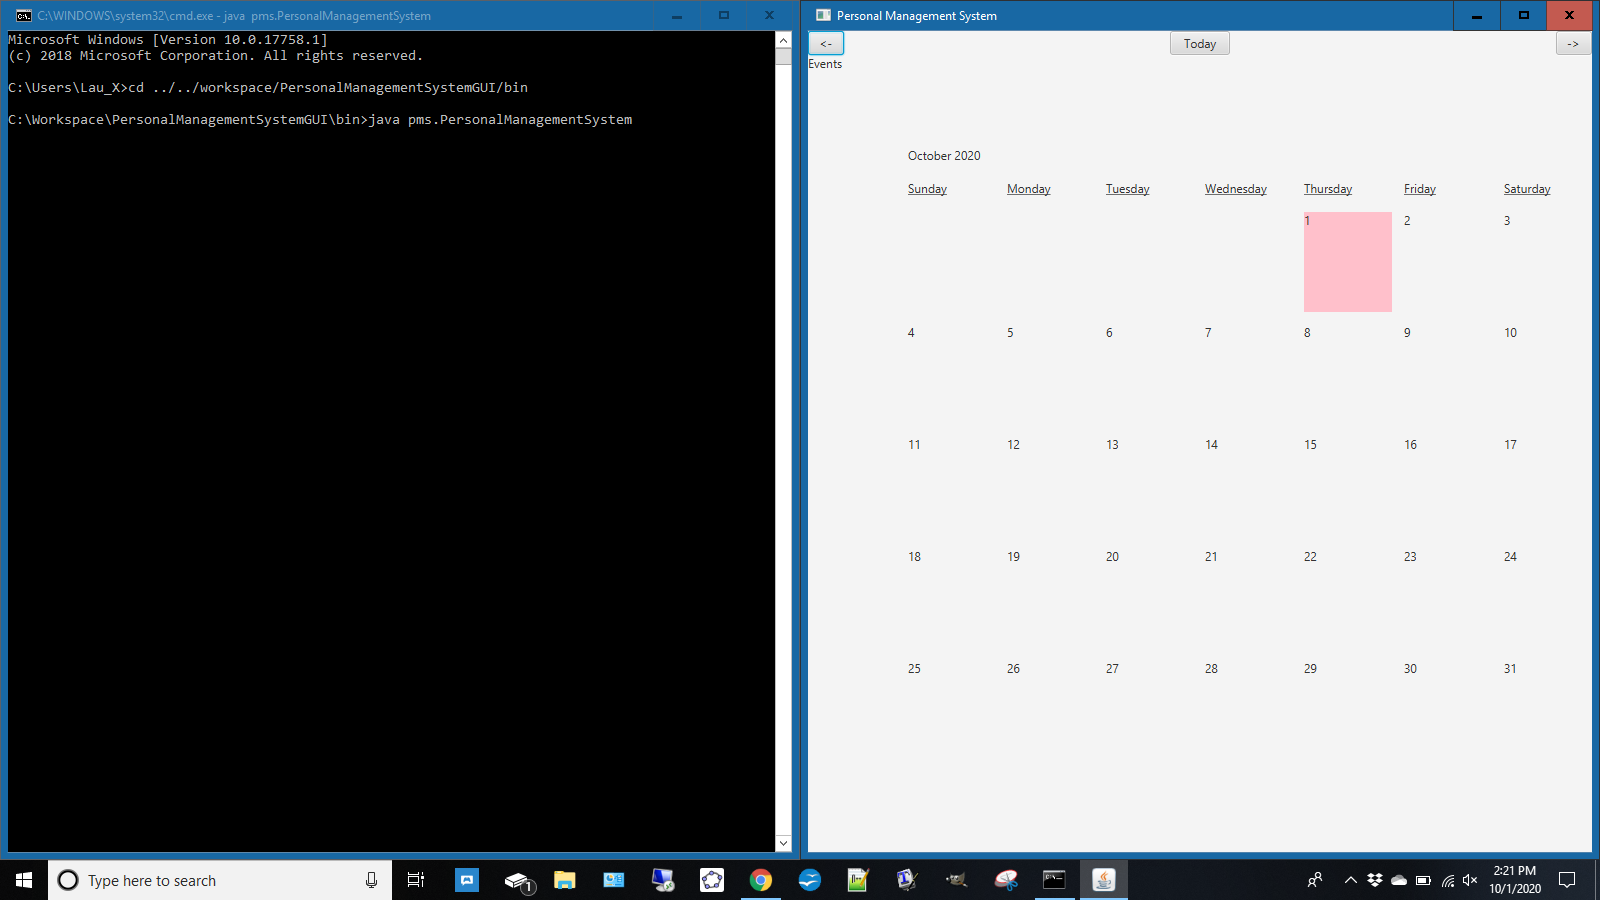 C:\WINDOWS\system32\cmd.exe - java  pms.PersonalManagementSystem
Microsoft Windows [Version 10.0.17758.1]
(c) 2018 Microsoft Corporation. All rights reserved.
C:\Users\Lau_X>cd ../../workspace/PersonalManagementSystemGUI/bin
C:\Workspace\PersonalManagementSystemGUI\bin>java pms.PersonalManagementSystem
Personal Management System
<- Today ->
Events
October 2020
Sunday Monday Tuesday Wednesday Thursday Friday Saturday
1 2 3
4 5 6 7 8 9 10
11 12 13 14 15 16 17
18 19 20 21 22 23 24
25 26 27 28 29 30 31
Type here to search
1
2:21 PM
10/1/2020